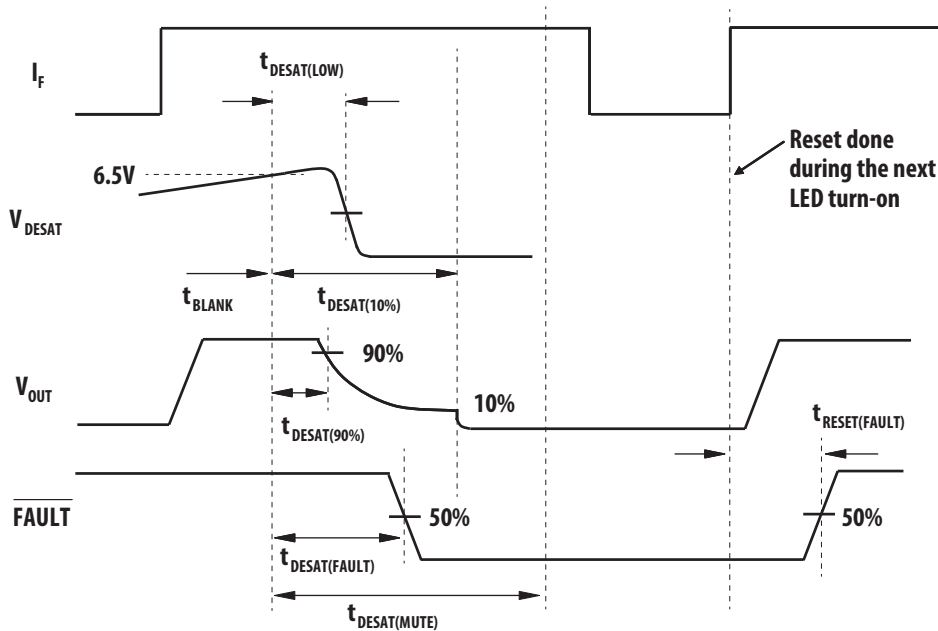 I_F
t_DESAT(LOW)
Reset done
during the next
LED turn-on
6.5V
V_DESAT
t_BLANK
t_DESAT(10%)
90%
V_OUT
10%
t_DESAT(90%)
t_RESET(FAULT)
FAULT
50%
50%
t_DESAT(FAULT)
t_DESAT(MUTE)